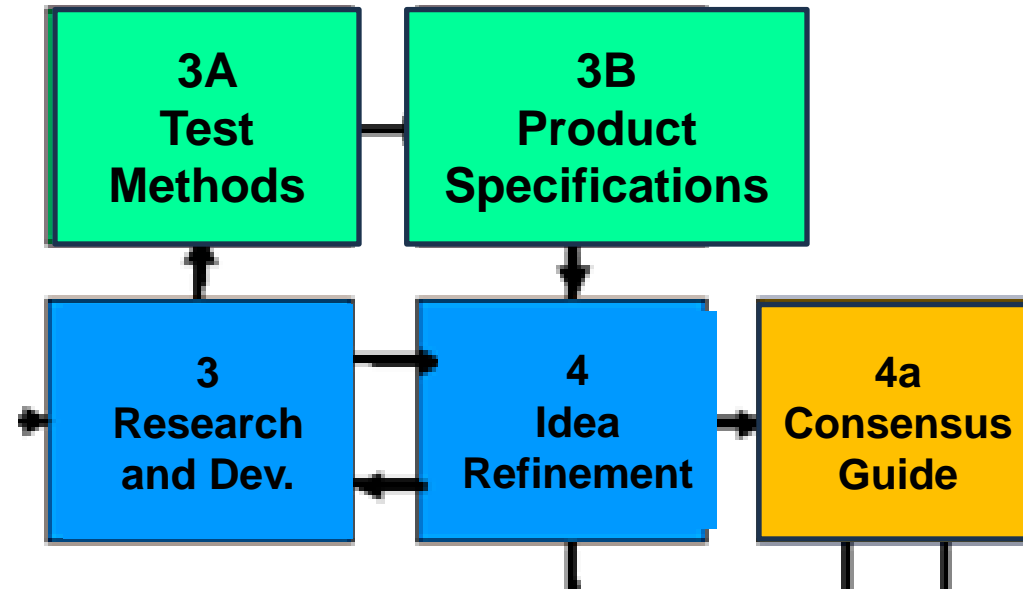 3A
Test
Methods
3B
Product
Specifications
3
Research
and Dev.
4
Idea
Refinement
4a
Consensus
Guide